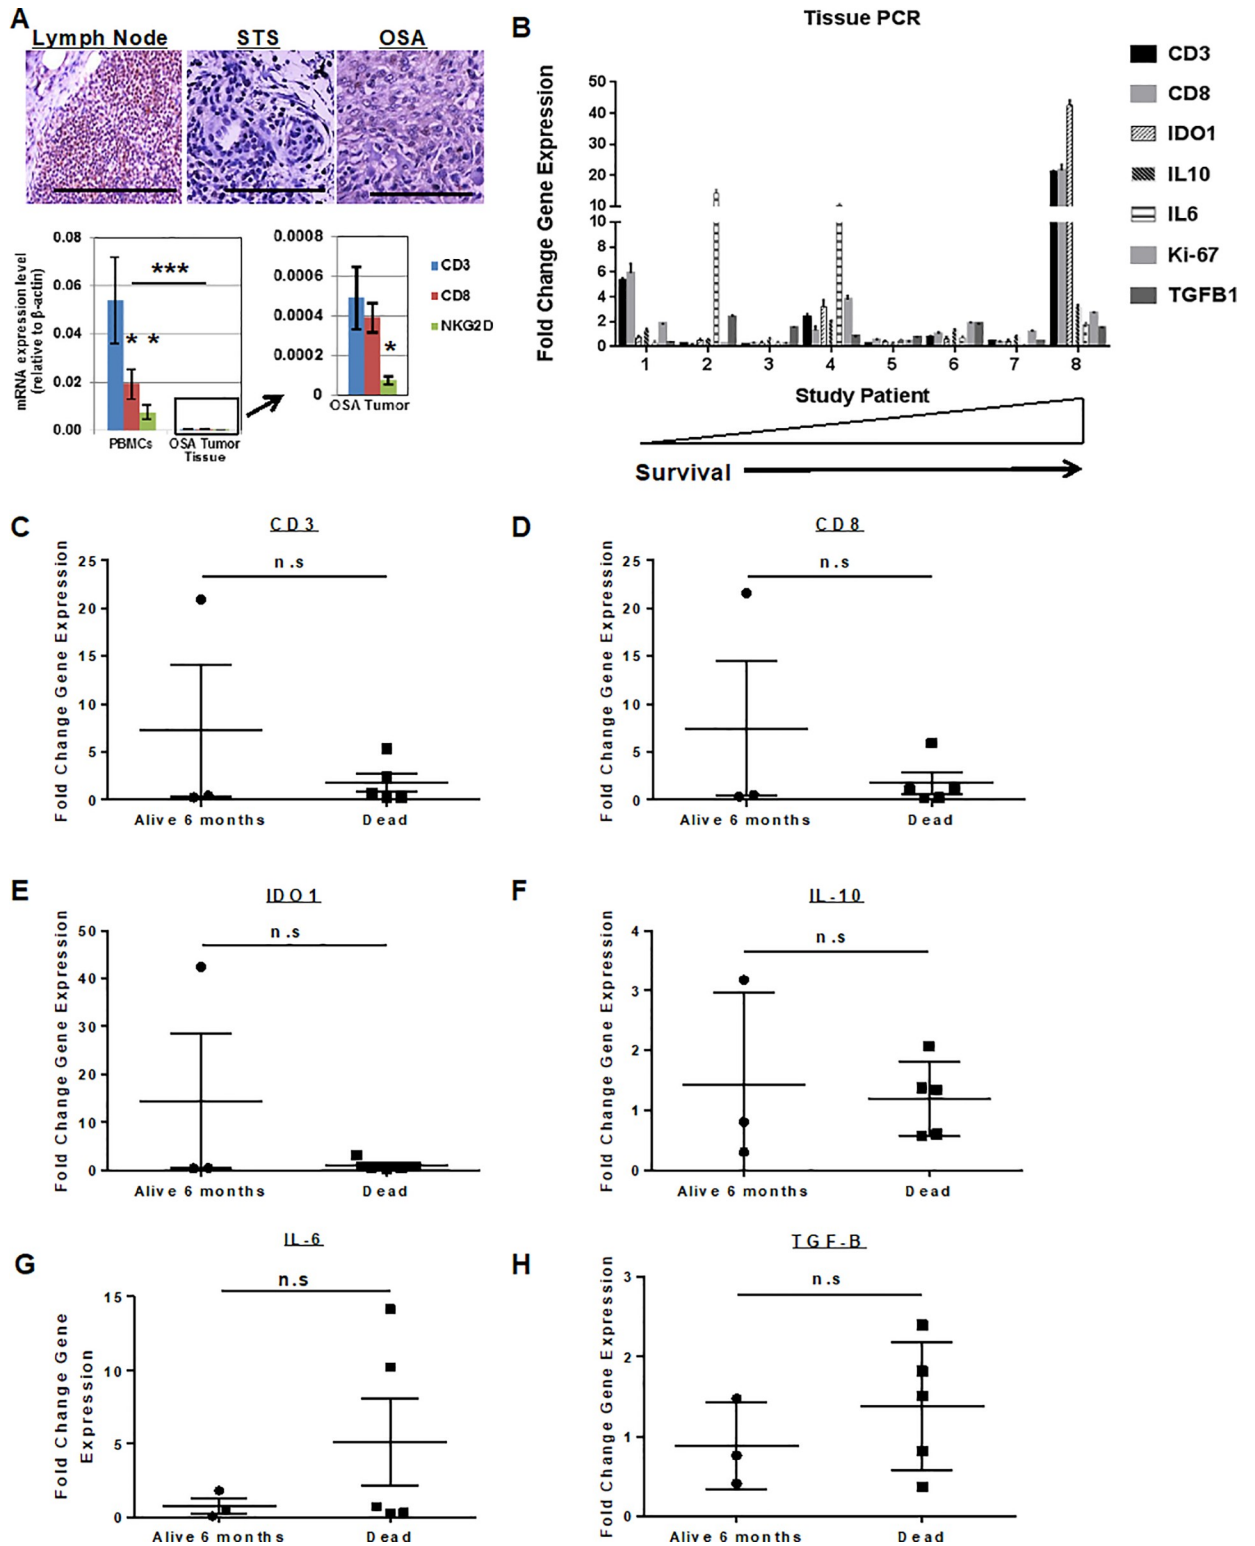 A
Lymph Node
STS
OSA
mRNA expression level
(relative to β-actin)
0.08
0.06
0.04
0.02
0.00
***
* *
PBMCs
OSA Tumor
Tissue
0.0008
0.0006
0.0004
0.0002
0
*
OSA Tumor
CD3
CD8
NKG2D
B
Tissue PCR
Fold Change Gene Expression
50
40
30
20
10
10
8
6
4
2
0
1 2 3 4 5 6 7 8
Study Patient
Survival
CD3
CD8
IDO1
IL10
IL6
Ki-67
TGFB1
C
CD3
Fold Change Gene Expression
25
20
15
10
5
0
n.s
Alive 6 months
Dead
D
CD8
Fold Change Gene Expression
25
20
15
10
5
0
n.s
Alive 6 months
Dead
E
IDO1
Fold Change Gene Expression
50
40
30
20
10
0
n.s
Alive 6 months
Dead
F
IL-10
Fold Change Gene Expression
4
3
2
1
0
n.s
Alive 6 months
Dead
G
IL-6
Fold Change Gene
Expression
15
10
5
0
n.s
Alive 6 months
Dead
H
TGF-B
Fold Change Gene Expression
3
2
1
0
n.s
Alive 6 months
Dead